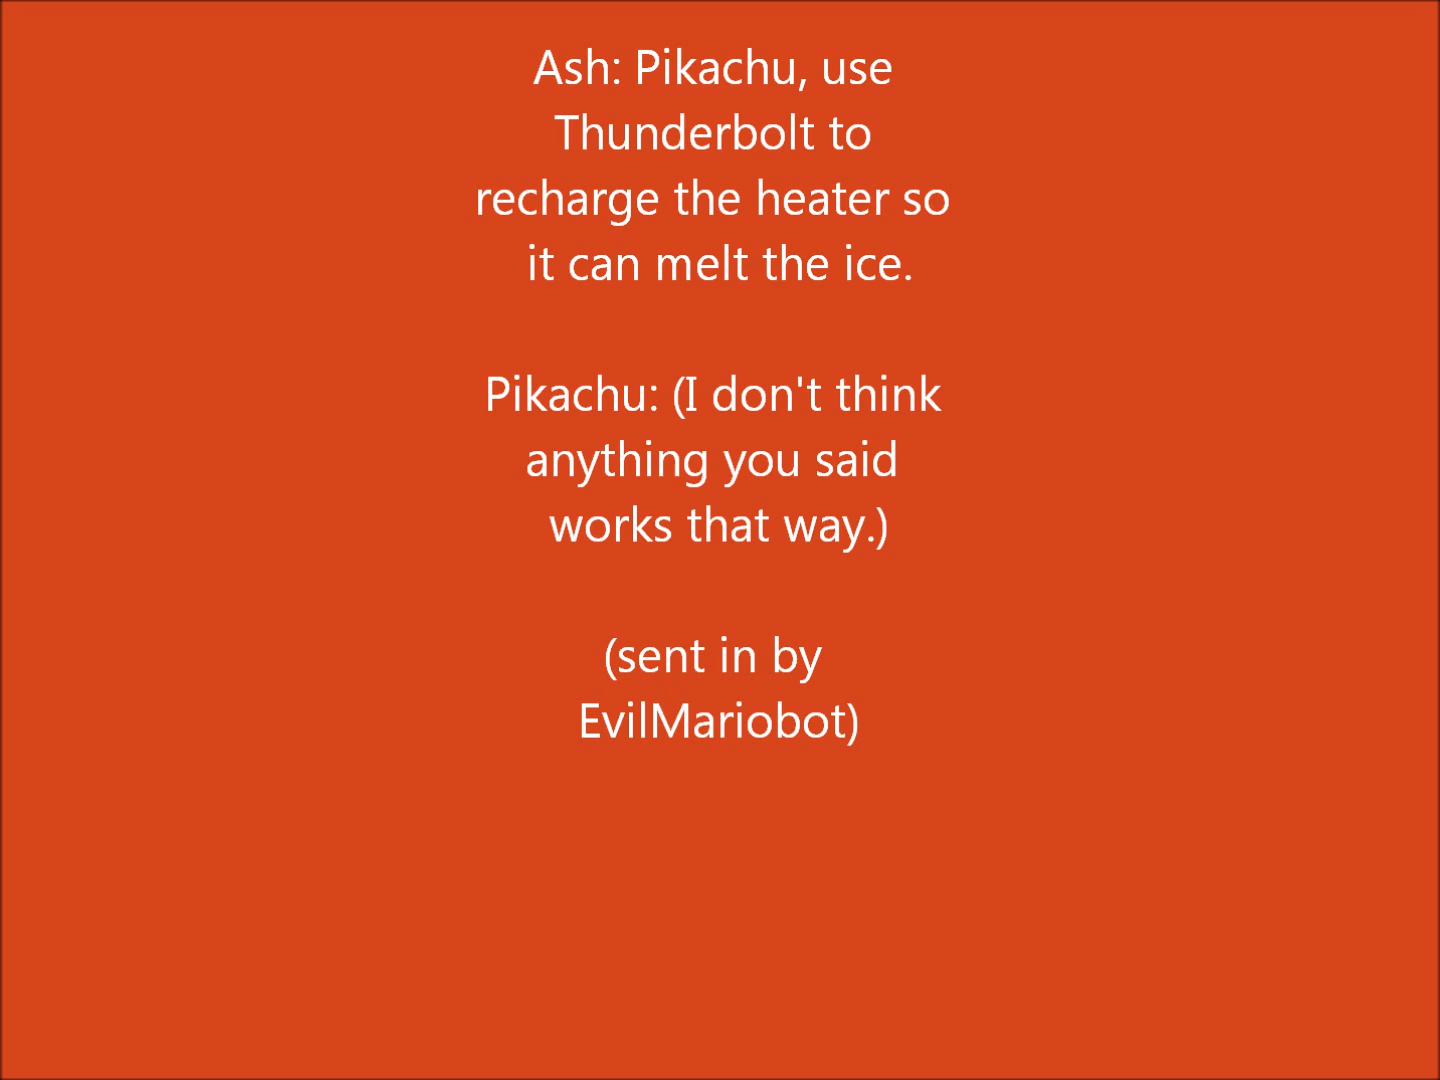 Ash: Pikachu, use
Thunderbolt to
recharge the heater so
it can melt the ice.
Pikachu: (I don't think
anything you said
works that way.)
(sent in by
EvilMariobot)